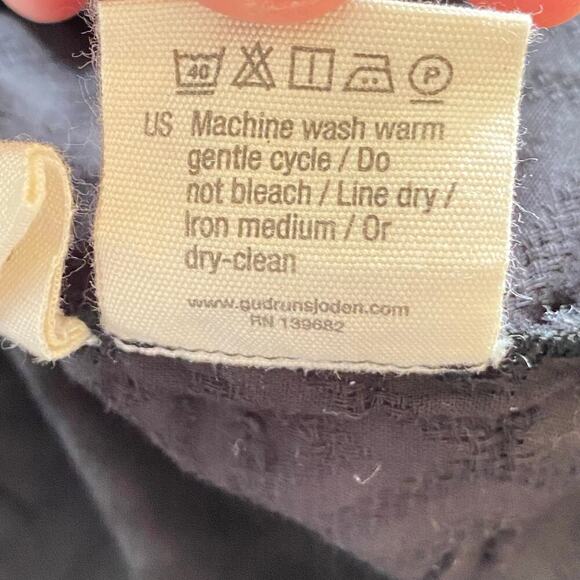 40 P
US Machine wash warm
gentle cycle / Do
not bleach / Line dry /
Iron medium / Or
dry-clean
www.gudrunsjoden.com
RN 139682